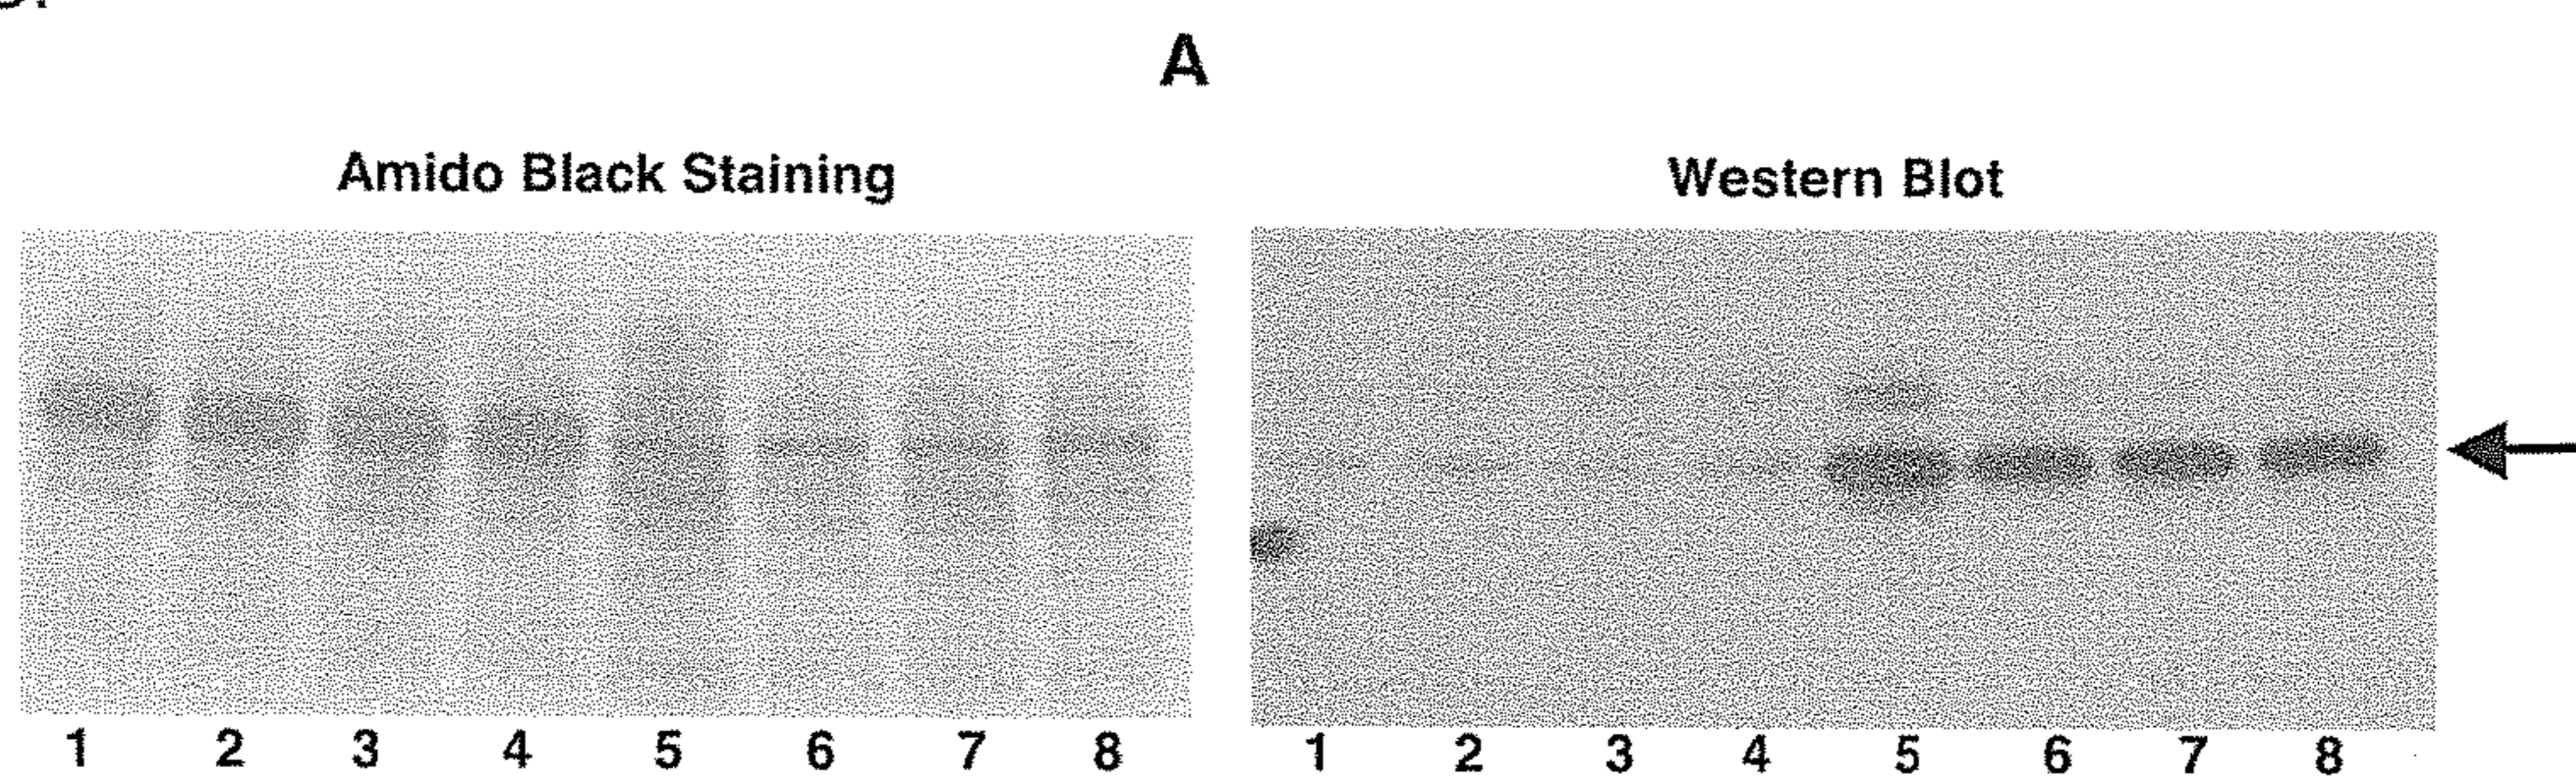 A
Amido Black Staining
Western Blot
1 2 3 4 5 6 7 8
1 2 3 4 5 6 7 8